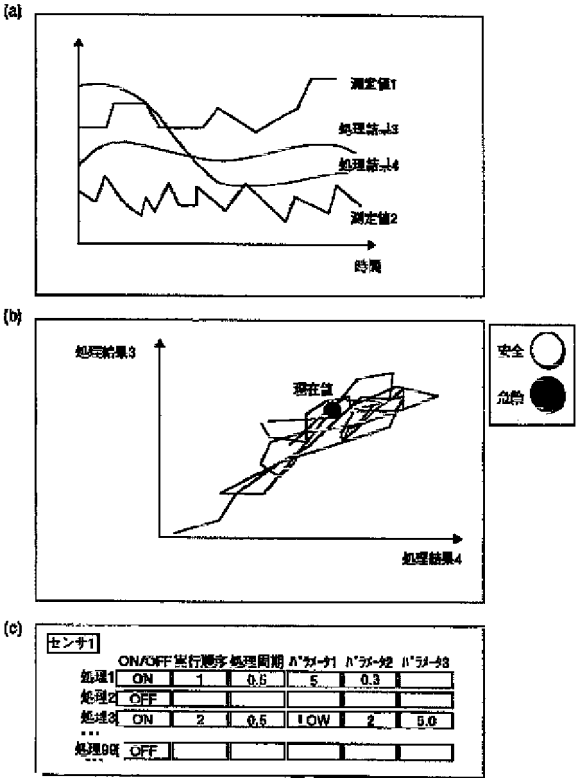 (a)
測定値1
処理結果3
処理結果4
測定値2
時間
(b)
処理結果3
現在値
処理結果4
安全
危険
(c)
センサ1
ON/OFF 実行順序 処理周期 パラメータ1 パラメータ2 パラメータ3
処理1 ON 1 0.5 5 0.3
処理2 OFF
処理3 ON 2 0.5 LOW 2 6.0
...
処理99 OFF
...